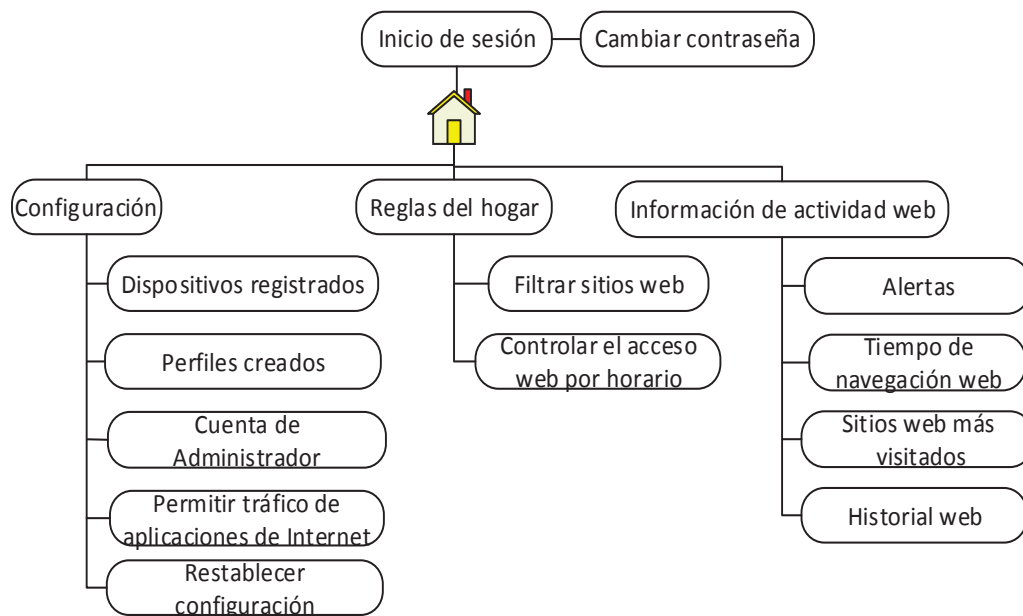 Inicio de sesión
Cambiar contraseña
Configuración
Reglas del hogar
Información de actividad web
Dispositivos registrados
Perfiles creados
Cuenta de
Administrador
Permitir tráfico de
aplicaciones de Internet
Restablecer
configuración
Filtrar sitios web
Controlar el acceso
web por horario
Alertas
Tiempo de
navegación web
Sitios web más
visitados
Historial web